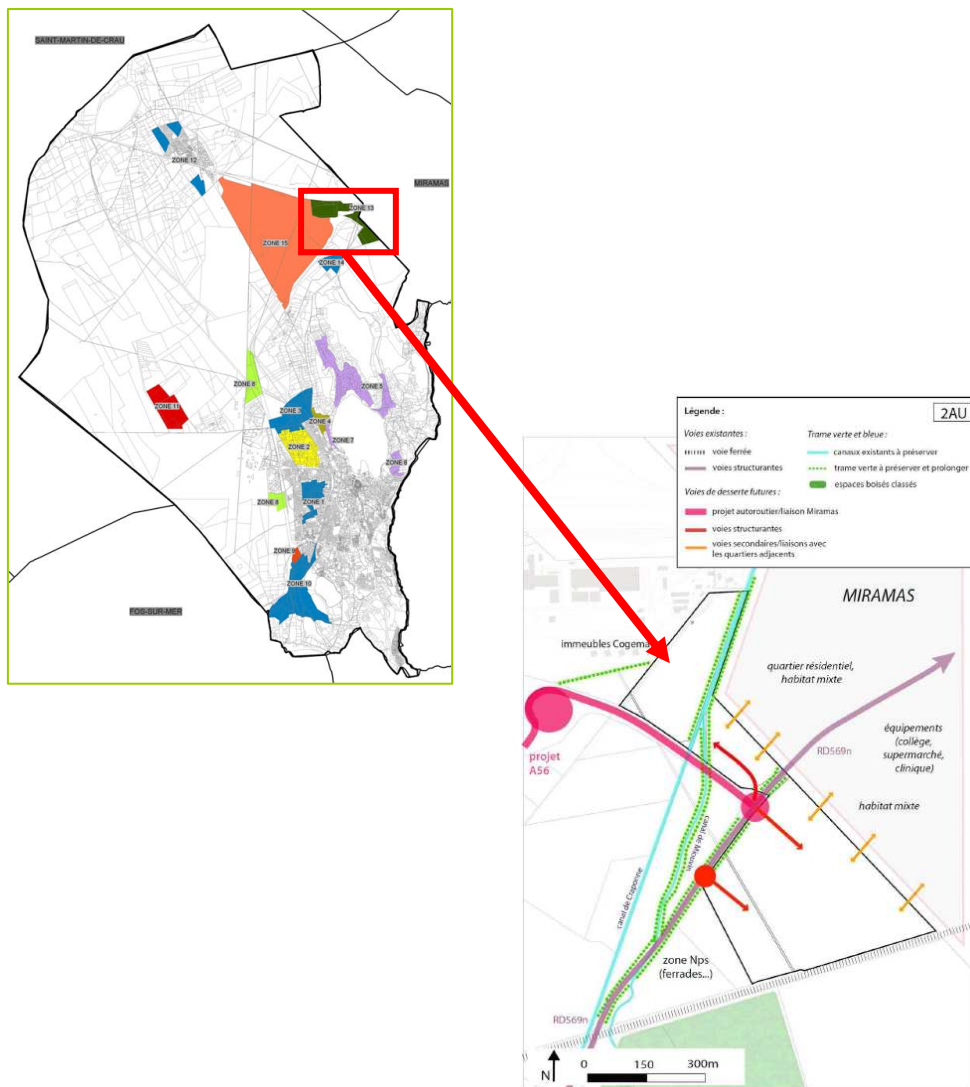 SAINT-MARTIN-DE-CRAU
ZONE 12
MIRAMAS
ZONE 13
ZONE 15
ZONE 14
ZONE 8
ZONE 5
ZONE 11
ZONE 3
ZONE 4
ZONE 2
ZONE 7
ZONE 6
ZONE 8
ZONE 1
ZONE 9
ZONE 10
FOS-SUR-MER
Légende :
2AU
Voies existantes :
voie ferrée
voies structurantes
Voies de desserte futures :
projet autoroutier/liaison Miramas
voies structurantes
voies secondaires/liaisons avec
les quartiers adjacents
Trame verte et bleue :
canaux existants à préserver
trame verte à préserver et prolonger
espaces boisés classés
MIRAMAS
immeubles Cogema
quartier résidentiel,
habitat mixte
RD569n
équipements
(collège,
supermarché,
clinique)
projet
A56
habitat mixte
canal de Miouvin
canal de Craponne
zone Nps
(ferrades...)
RD569n
N
0 150 300m